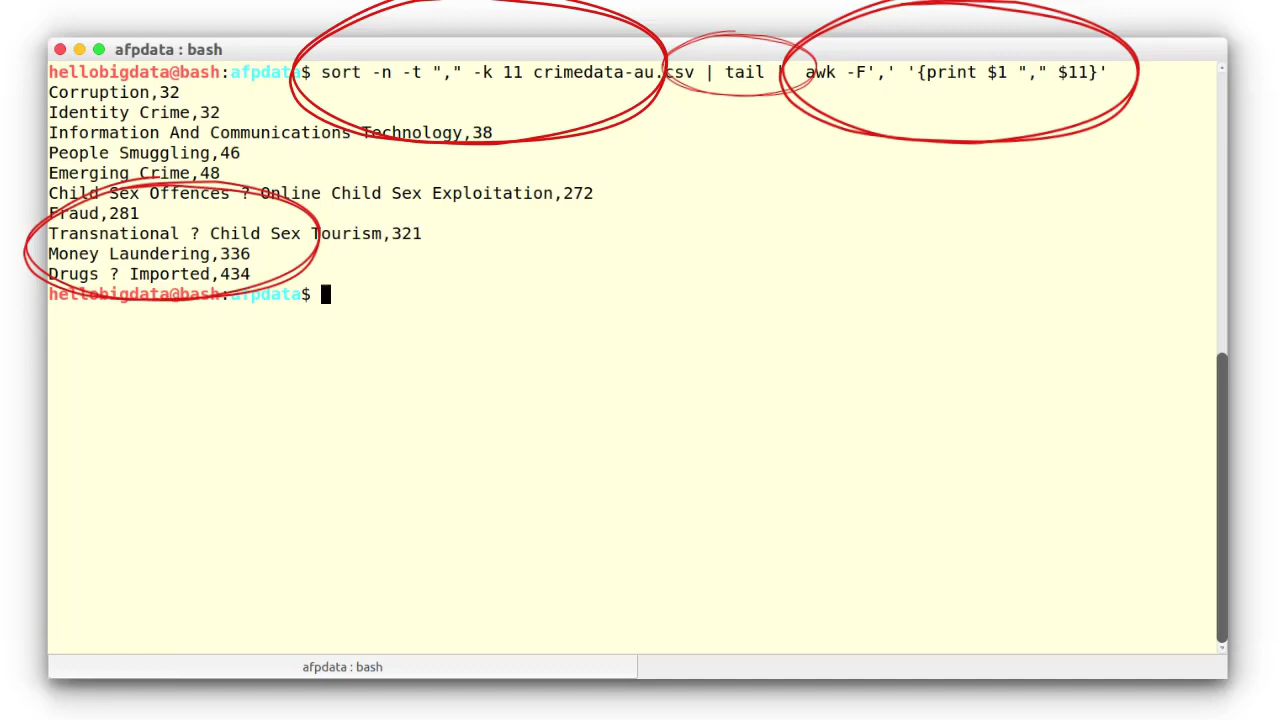 afpdata : bash
hellobigdata@bash:afpdata$ sort -n -t "," -k 11 crimedata-au.csv | tail | awk -F',' '{print $1 "," $11}'
Corruption,32
Identity Crime,32
Information And Communications Technology,38
People Smuggling,46
Emerging Crime,48
Child Sex Offences ? Online Child Sex Exploitation,272
Fraud,281
Transnational ? Child Sex Tourism,321
Money Laundering,336
Drugs ? Imported,434
hellobigdata@bash:afpdata$
afpdata : bash